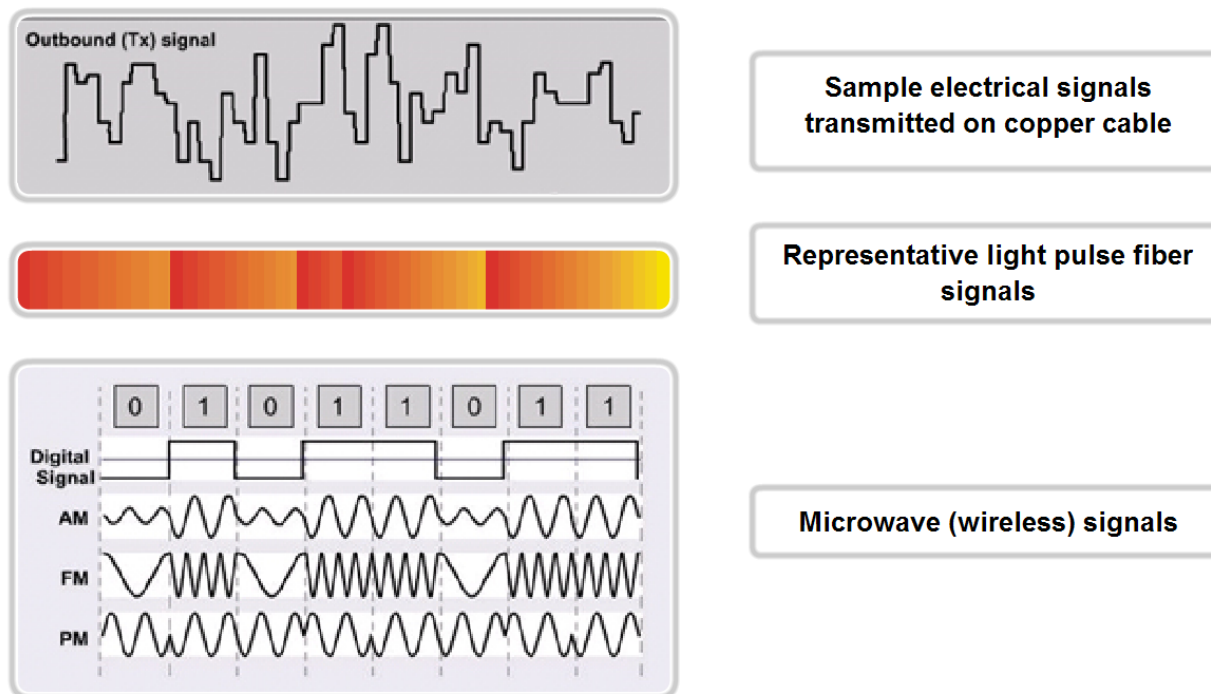 Outbound (Tx) signal
Sample electrical signals
transmitted on copper cable
Representative light pulse fiber
signals
0 1 0 1 1 0 1 1
Digital
Signal
AM
FM
PM
Microwave (wireless) signals